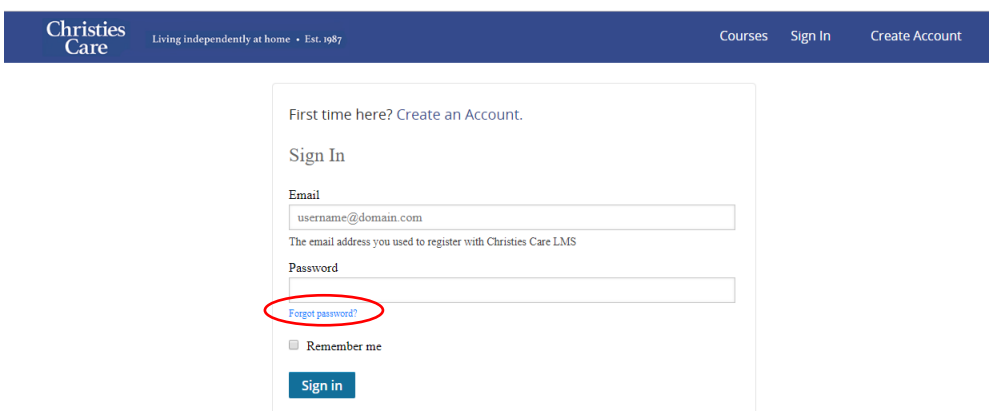 Christies
Care
Living independently at home • Est. 1987
Courses
Sign In
Create Account
First time here? Create an Account.
Sign In
Email
username@domain.com
The email address you used to register with Christies Care LMS
Password
Forgot password?
Remember me
Sign in